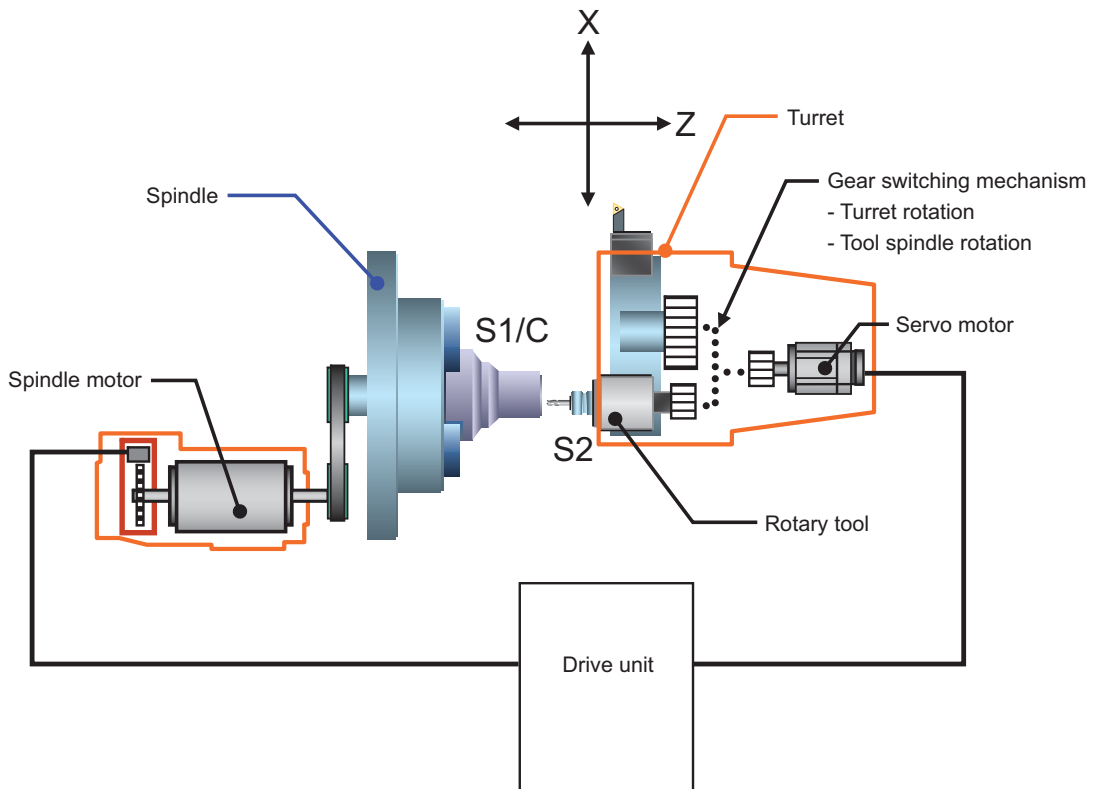 X
Z
Turret
Spindle
Gear switching mechanism
- Turret rotation
- Tool spindle rotation
S1/C
Servo motor
Spindle motor
S2
Rotary tool
Drive unit